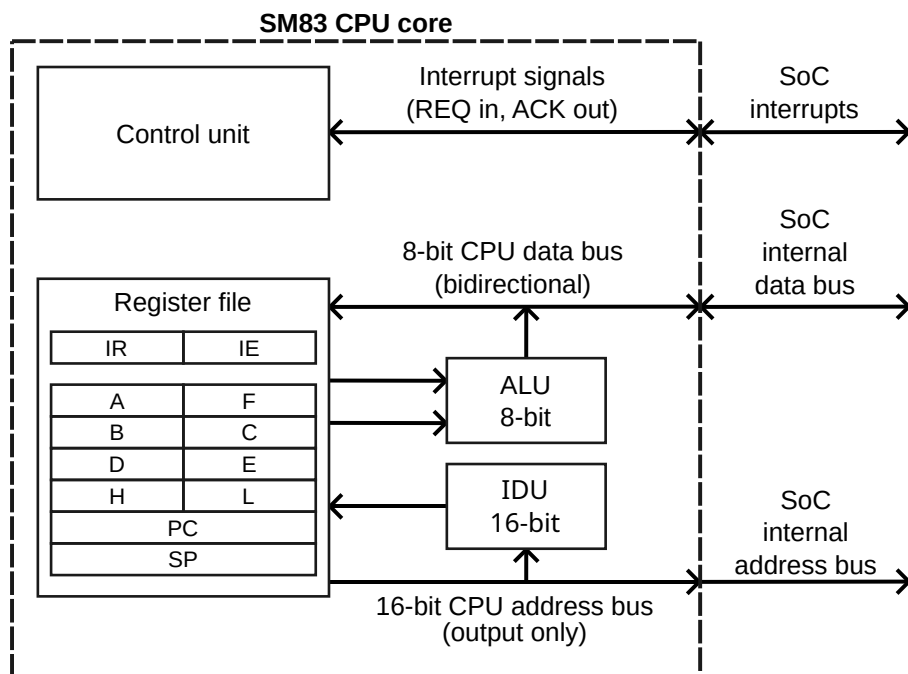 SM83 CPU core
Control unit
Interrupt signals
(REQ in, ACK out)
SoC
interrupts
8-bit CPU data bus
(bidirectional)
SoC
internal
data bus
Register file
IR IE
A F
B C
D E
H L
PC
SP
ALU
8-bit
IDU
16-bit
SoC
internal
address bus
16-bit CPU address bus
(output only)